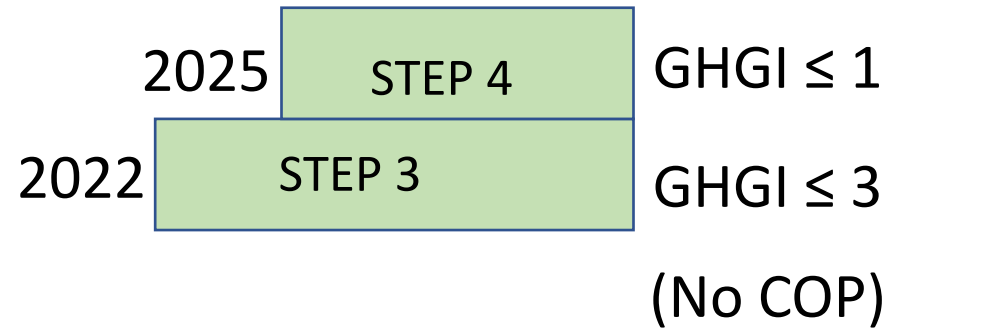 2025 STEP 4 GHGI ≤ 1
2022 STEP 3 GHGI ≤ 3
(No COP)